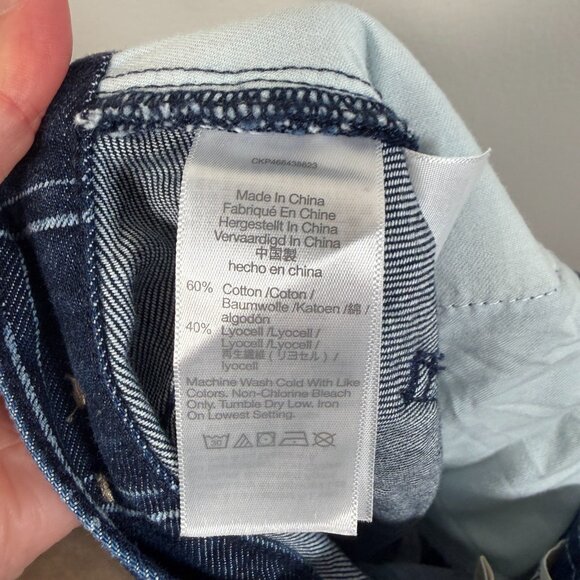 CKP466438623
Made In China
Fabriqué En Chine
Hergestellt In China
Vervaardigd In China
中国製
hecho en china
60% Cotton /Coton /
Baumwolle /Katoen /綿 /
algodón
40% Lyocell /Lyocell /
Lyocell /Lyocell /
再生繊維 ( リヨセル ) /
lyocell
Machine Wash Cold With Like
Colors. Non-Chlorine Bleach
Only. Tumble Dry Low. Iron
On Lowest Setting.
30